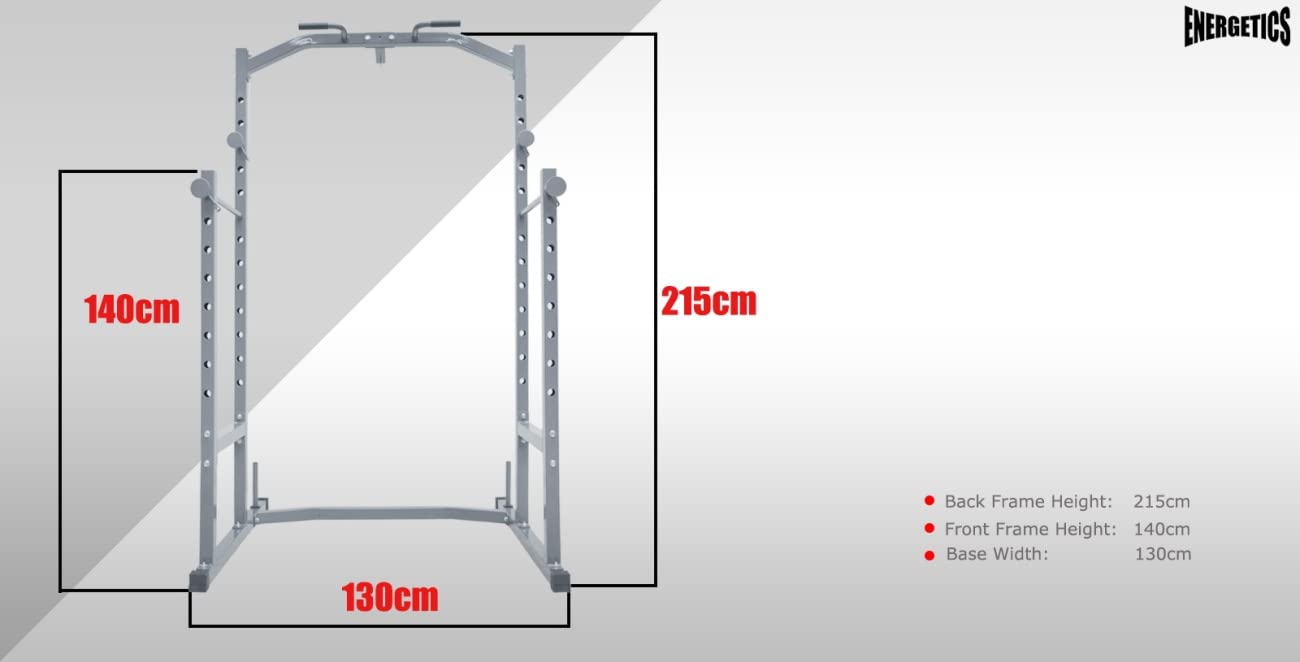 ENERGETICS
140cm
215cm
130cm
Back Frame Height: 215cm
Front Frame Height: 140cm
Base Width: 130cm